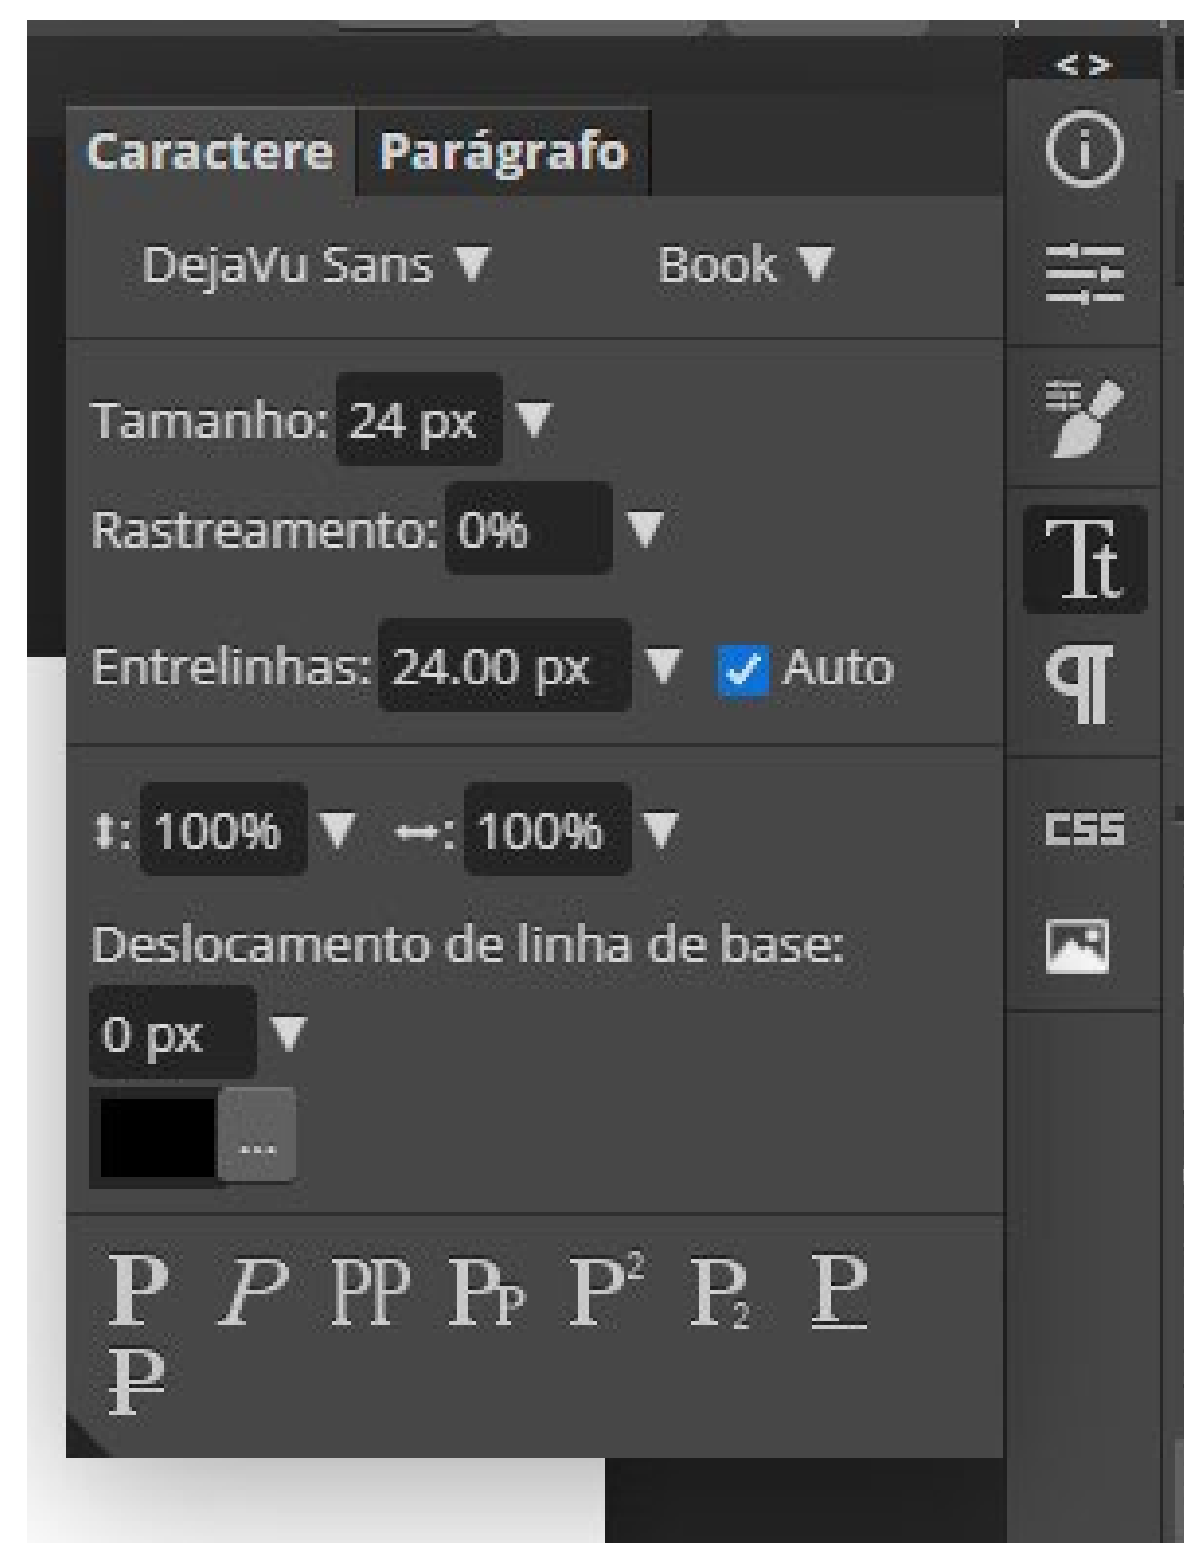 < >
Caractere Parágrafo
DejaVu Sans ▼ Book ▼
Tamanho: 24 px ▼
Rastreamento: 0% ▼
Entrelinhas: 24.00 px ▼ Auto
⬍: 100% ▼ ↔: 100% ▼
Deslocamento de linha de base:
0 px ▼
...
P P PP PP P2 P2 P
P
i
Tt
¶
CSS